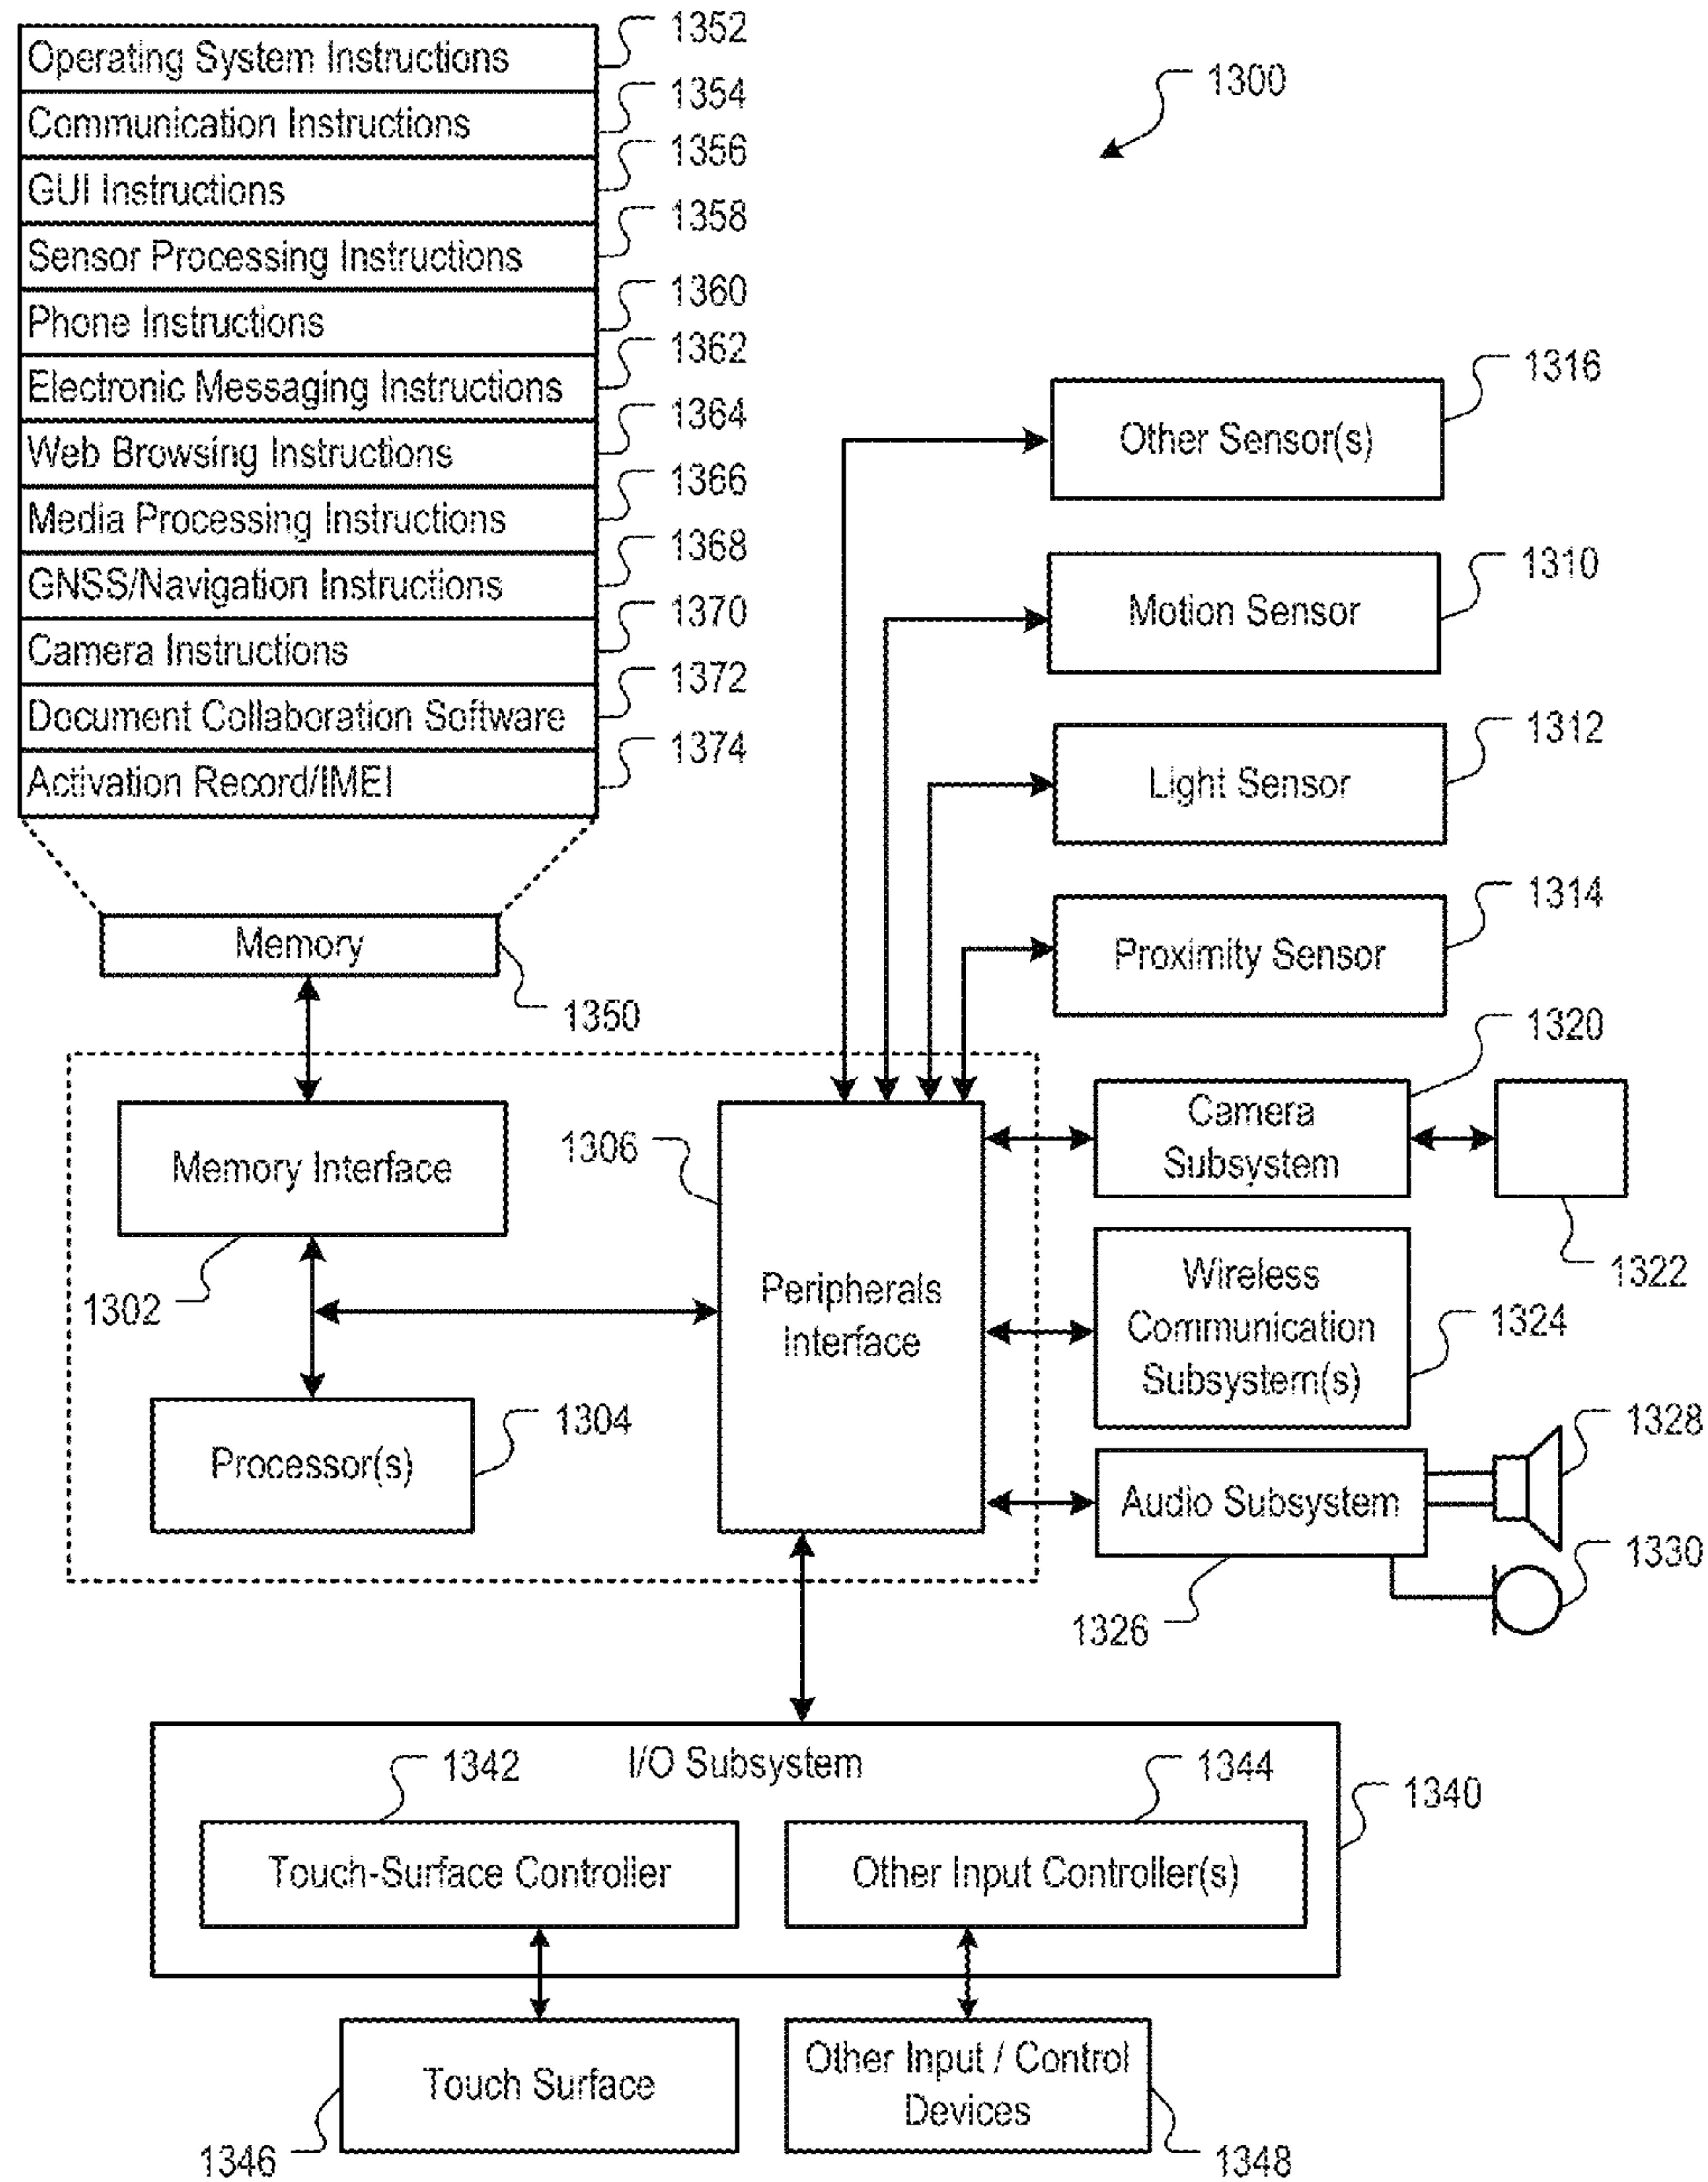 1352
Operating System Instructions
1354
Communication Instructions
1356
GUI Instructions
1358
Sensor Processing Instructions
1360
Phone Instructions
1362
Electronic Messaging Instructions
1364
Web Browsing Instructions
1366
Media Processing Instructions
1368
GNSS/Navigation Instructions
1370
Camera Instructions
1372
Document Collaboration Software
1374
Activation Record/IMEI
Memory
1350
1300
1316
Other Sensor(s)
1310
Motion Sensor
1312
Light Sensor
1314
Proximity Sensor
Memory Interface
1302
Processor(s)
1304
1306
Peripherals
Interface
1320
Camera
Subsystem
1322
Wireless
Communication
Subsystem(s)
1324
Audio Subsystem
1326
1328
1330
I/O Subsystem
1340
1342
Touch-Surface Controller
1344
Other Input Controller(s)
Touch Surface
1346
Other Input / Control
Devices
1348